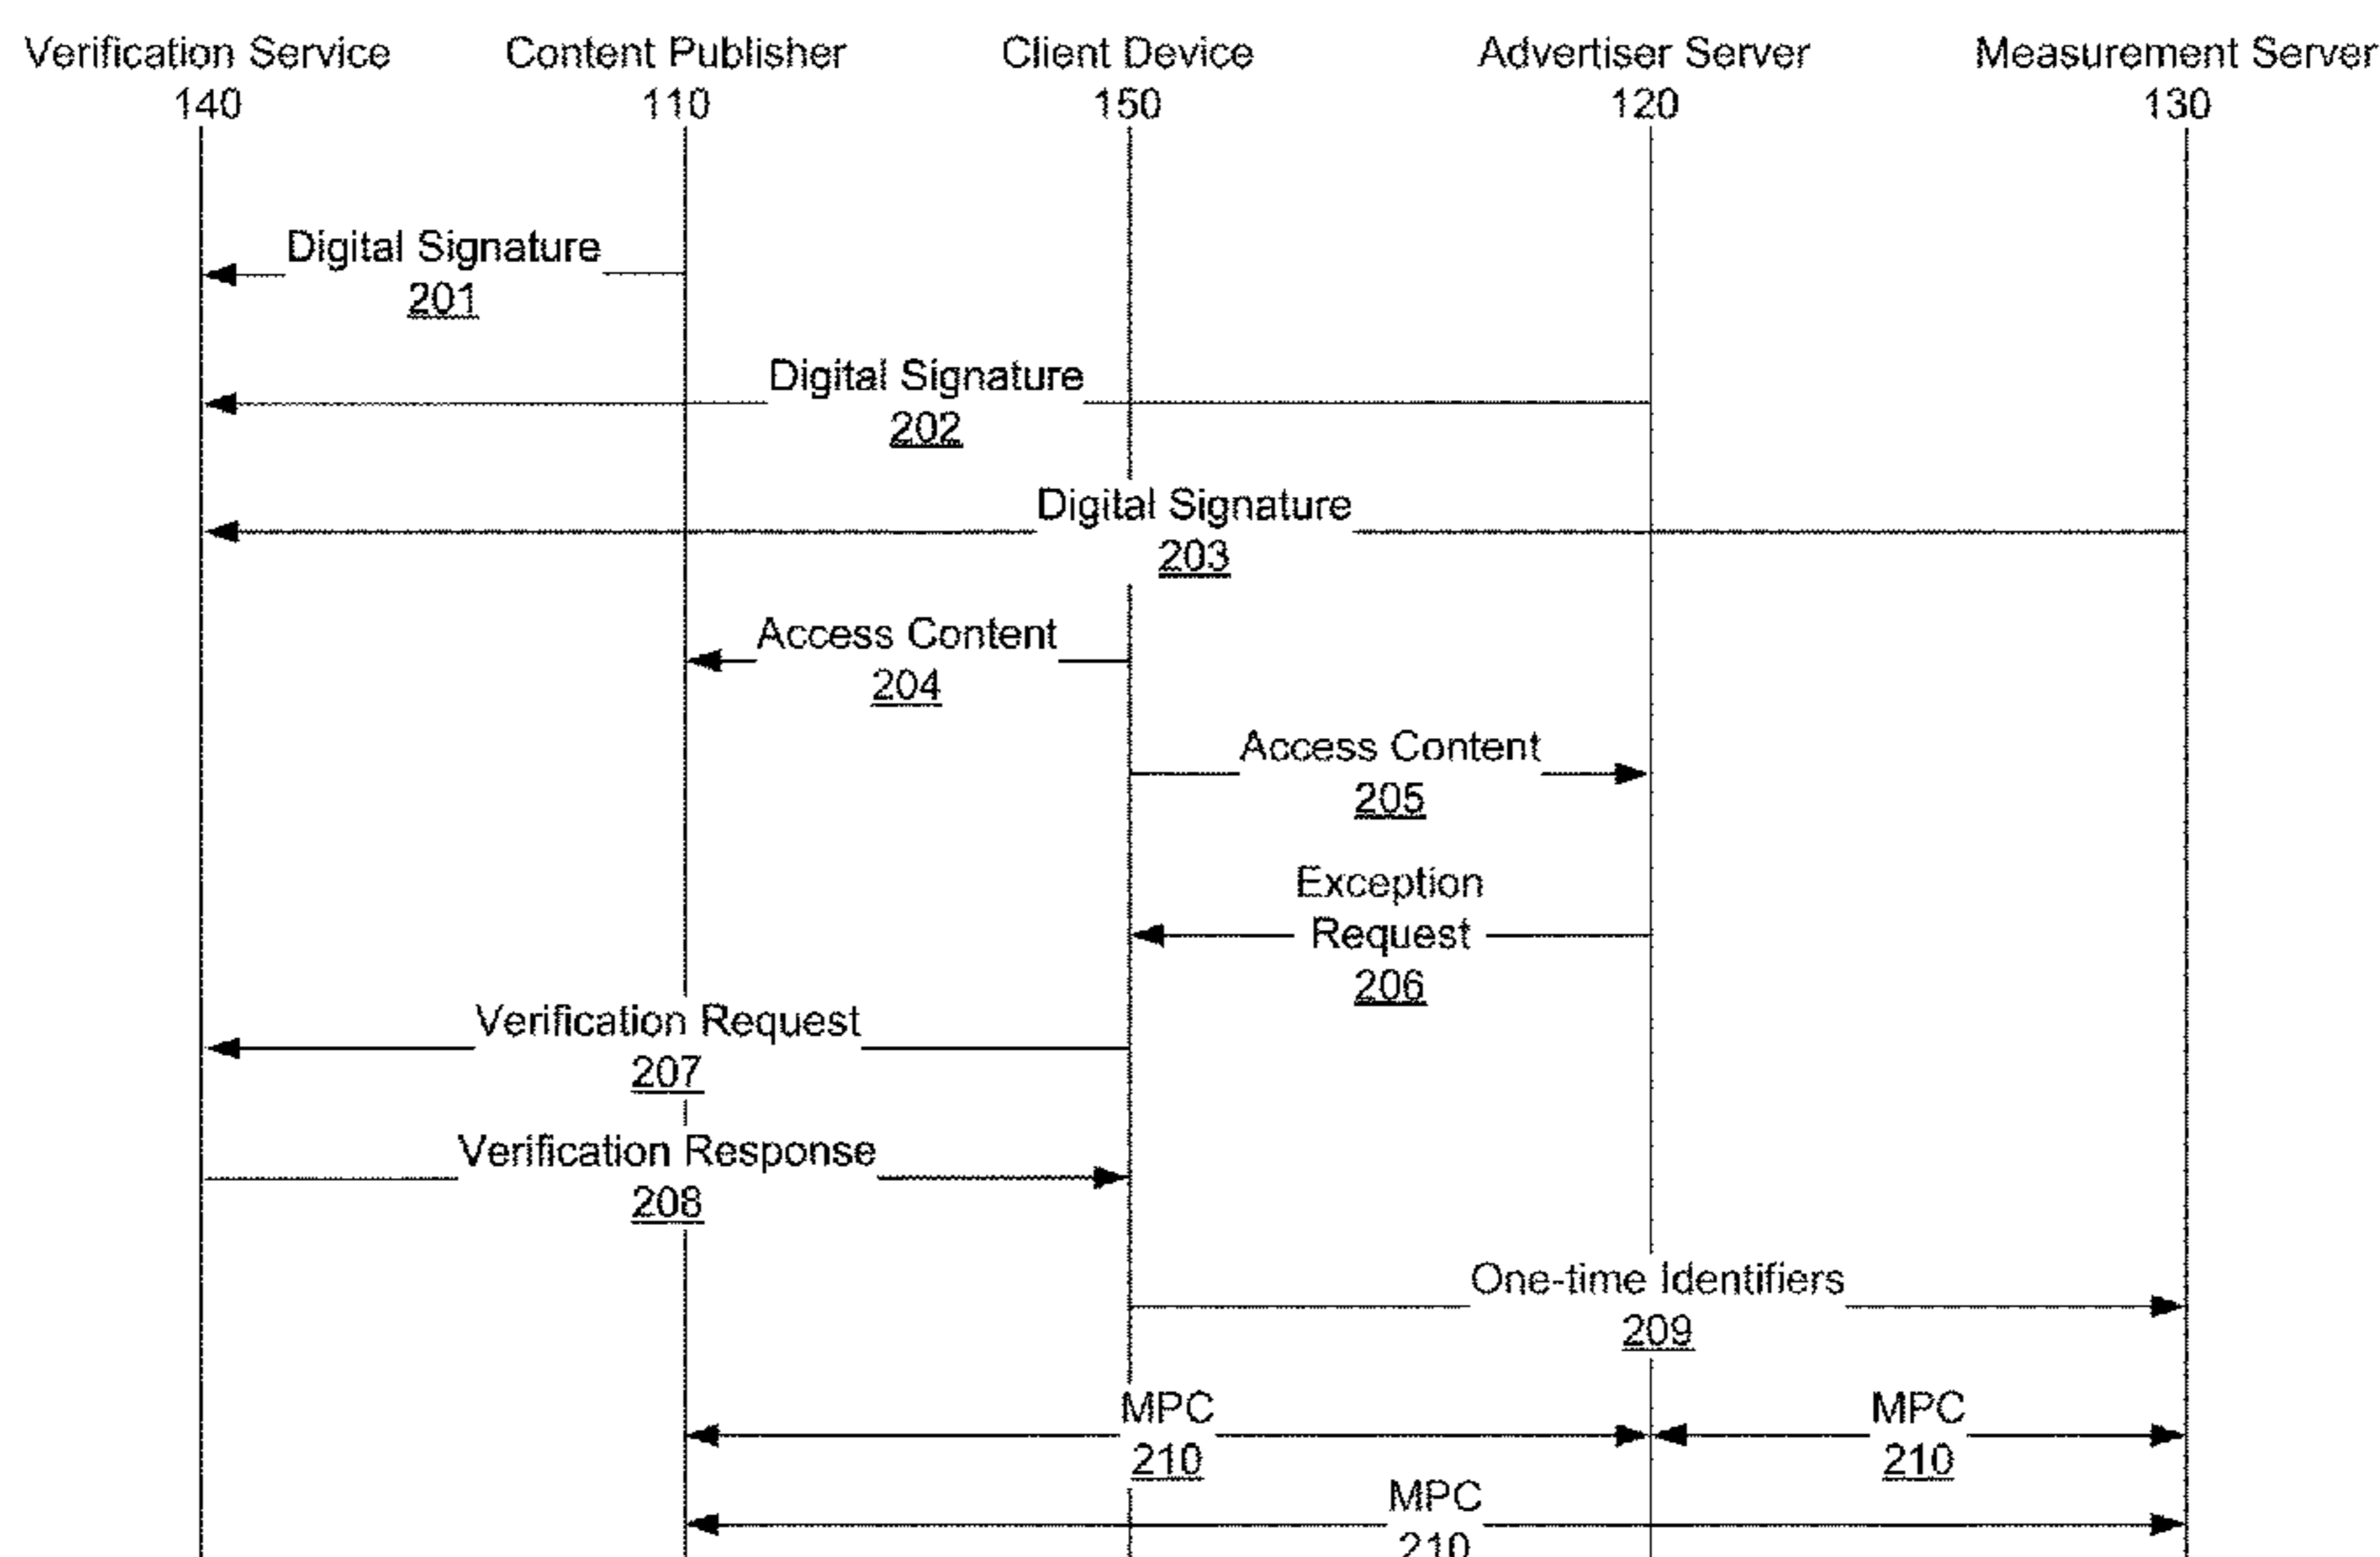 Verification Service
140
Content Publisher
110
Client Device
150
Advertiser Server
120
Measurement Server
130
Digital Signature
201
Digital Signature
202
Digital Signature
203
Access Content
204
Access Content
205
Exception
Request
206
Verification Request
207
Verification Response
208
One-time Identifiers
209
MPC
210
MPC
210
MPC
210